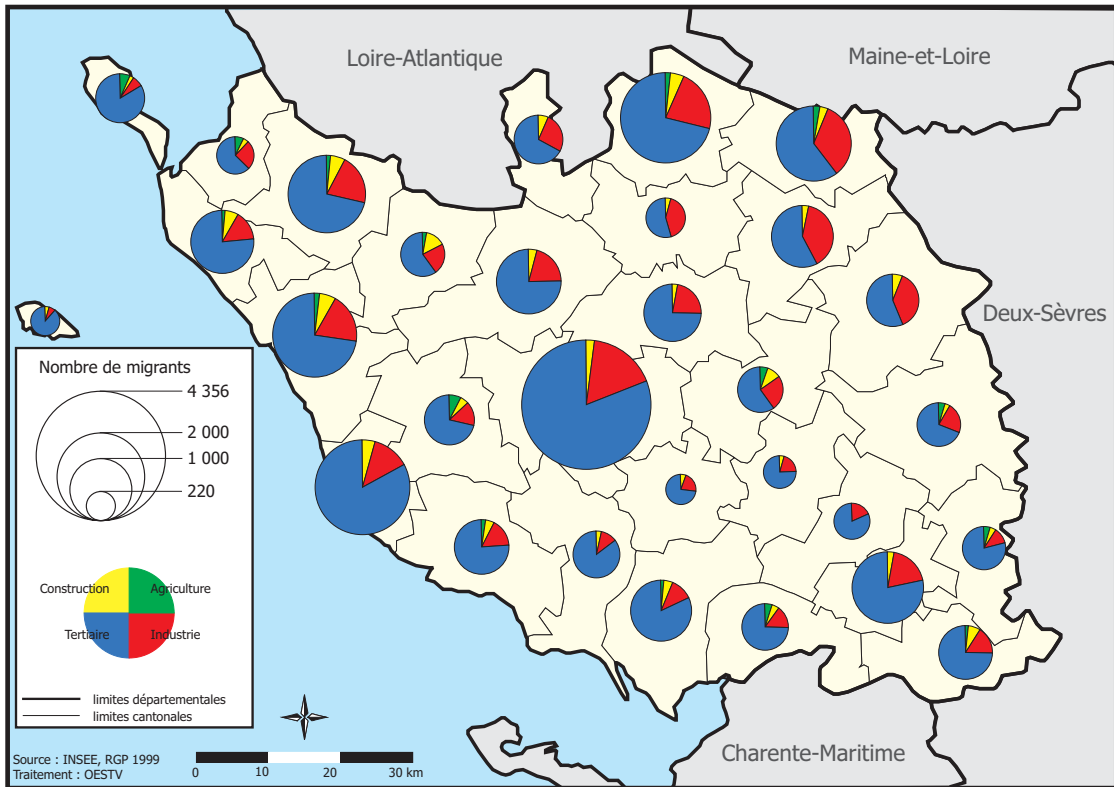 Loire-Atlantique
Maine-et-Loire
Deux-Sèvres
Nombre de migrants
4 356
2 000
1 000
220
Construction
Agriculture
Tertiaire
Industrie
limites départementales
limites cantonales
Source : INSEE, RGP 1999
Traitement : OESTV
0 10 20 30 km
Charente-Maritime